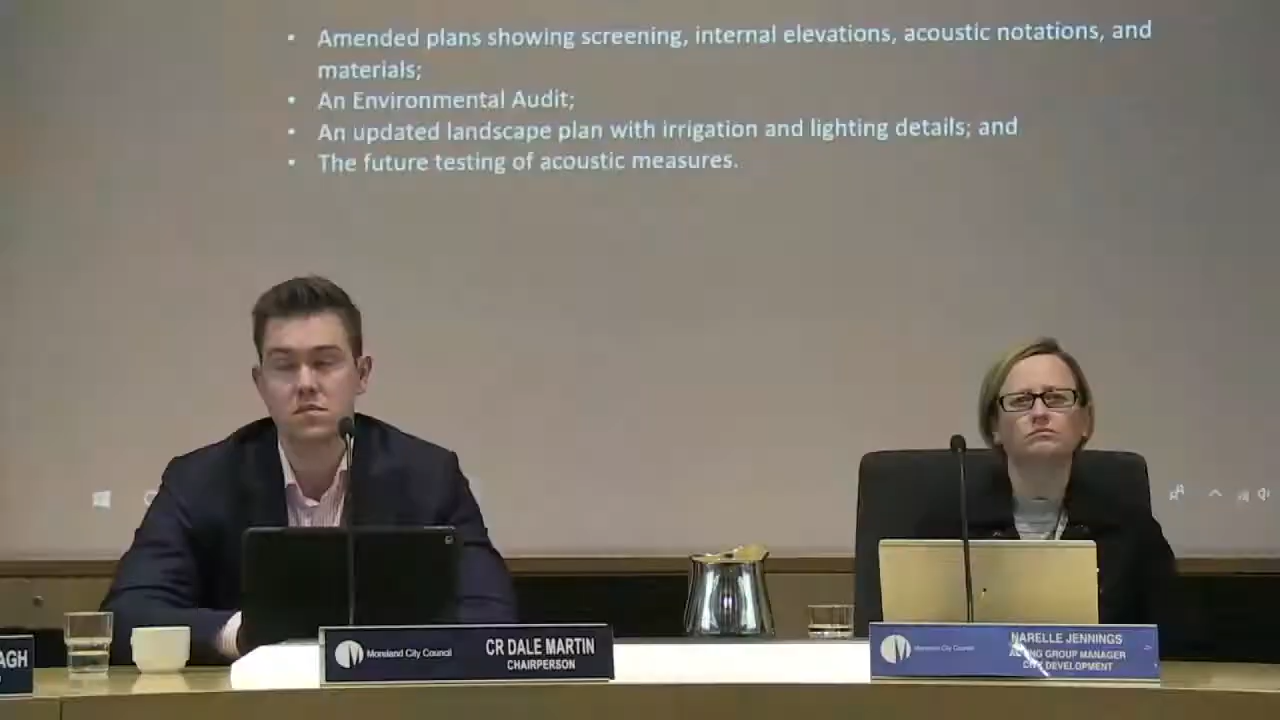 • Amended plans showing screening, internal elevations, acoustic notations, and
materials;
• An Environmental Audit;
• An updated landscape plan with irrigation and lighting details; and
• The future testing of acoustic measures.
AGH
Moreland City Council
CR DALE MARTIN
CHAIRPERSON
Moreland City Council
NARELLE JENNINGS
ACTING GROUP MANAGER
CITY DEVELOPMENT